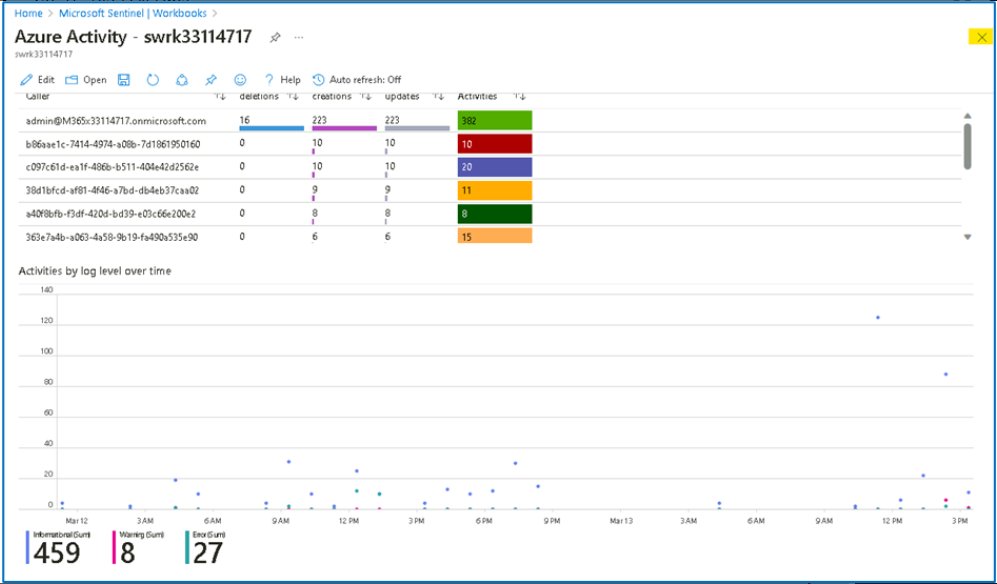 Home > Microsoft Sentinel | Workbooks >
Azure Activity - swrk33114717 ...
swrk33114717
Edit Open ? Help Auto refresh: Off
Caller ↑↓ deletions ↑↓ creations ↑↓ updates ↑↓ Activities ↑↓
admin@M365x33114717.onmicrosoft.com 16 223 223 382
b86aae1c-7414-4974-a08b-7d1861950160 0 10 10 10
c097c61d-ea1f-486b-b511-404e42d2562e 0 10 10 20
38d1bfcd-af81-4f46-a7bd-db4eb37caa02 0 9 9 11
a40f8bfb-f3df-420d-bd39-e03c66e200e2 0 8 8 8
363e7a4b-a063-4a58-9b19-fa490a535e90 0 6 6 15
Activities by log level over time
140
120
100
80
60
40
20
0
Mar 12 3 AM 6 AM 9 AM 12 PM 3 PM 6 PM 9 PM Mar 13 3 AM 6 AM 9 AM 12 PM 3 PM
Informational (Sum) Warning (Sum) Error (Sum)
459 8 27